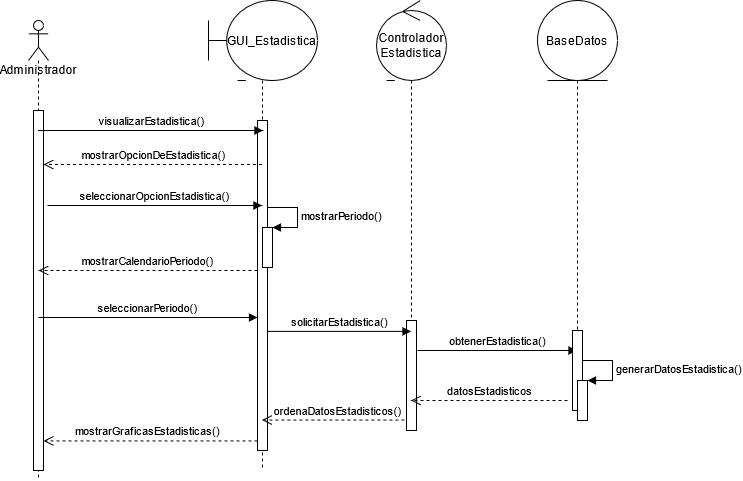 Administrador
GUI_Estadistica
Controlador
Estadistica
BaseDatos
visualizarEstadistica()
mostrarOpcionDeEstadistica()
seleccionarOpcionEstadistica()
mostrarPeriodo()
mostrarCalendarioPeriodo()
seleccionarPeriodo()
solicitarEstadistica()
obtenerEstadistica()
generarDatosEstadistica()
datosEstadisticos
ordenaDatosEstadisticos()
mostrarGraficasEstadisticas()